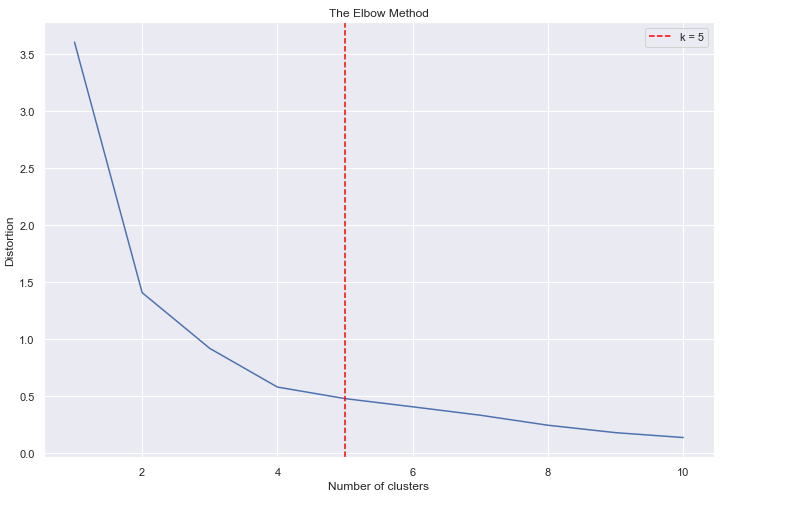 The Elbow Method
k = 5
3.5
3.0
2.5
2.0
1.5
1.0
0.5
0.0
Distortion
2 4 6 8 10
Number of clusters